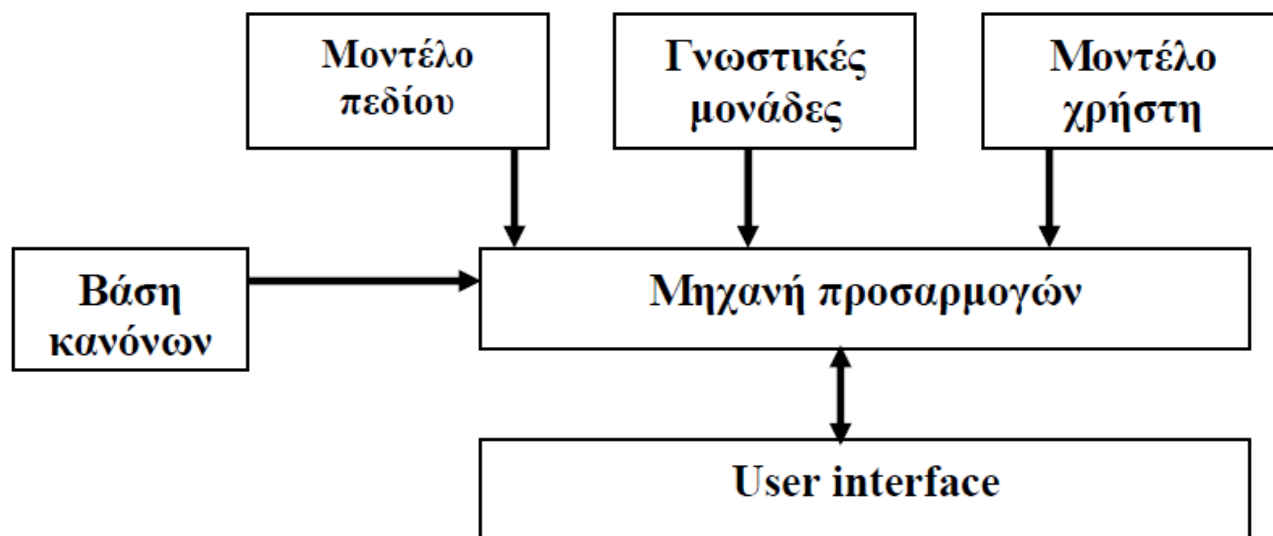 Μοντέλο
πεδίου
Γνωστικές
μονάδες
Μοντέλο
χρήστη
Βάση
κανόνων
Μηχανή προσαρμογών
User interface